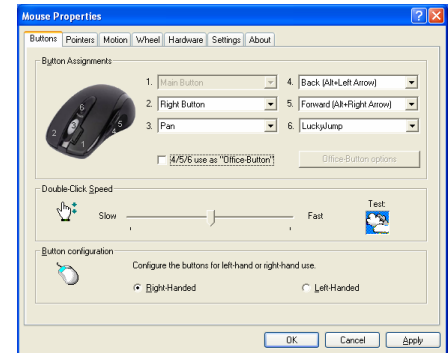 Mouse Properties
Buttons Pointers Motion Wheel Hardware Settings About
Button Assignments
1. Main Button 4. Back (Alt+Left Arrow)
2. Right Button 5. Forward (Alt+Right Arrow)
3. Pan 6. LuckyJump
6
5
4
3
2
1
4/5/6 use as "Office-Button" Office-Button options
Double-Click Speed
Test:
Slow Fast
Button configuration
Configure the buttons for left-hand or right-hand use.
Right-Handed Left-Handed
OK Cancel Apply